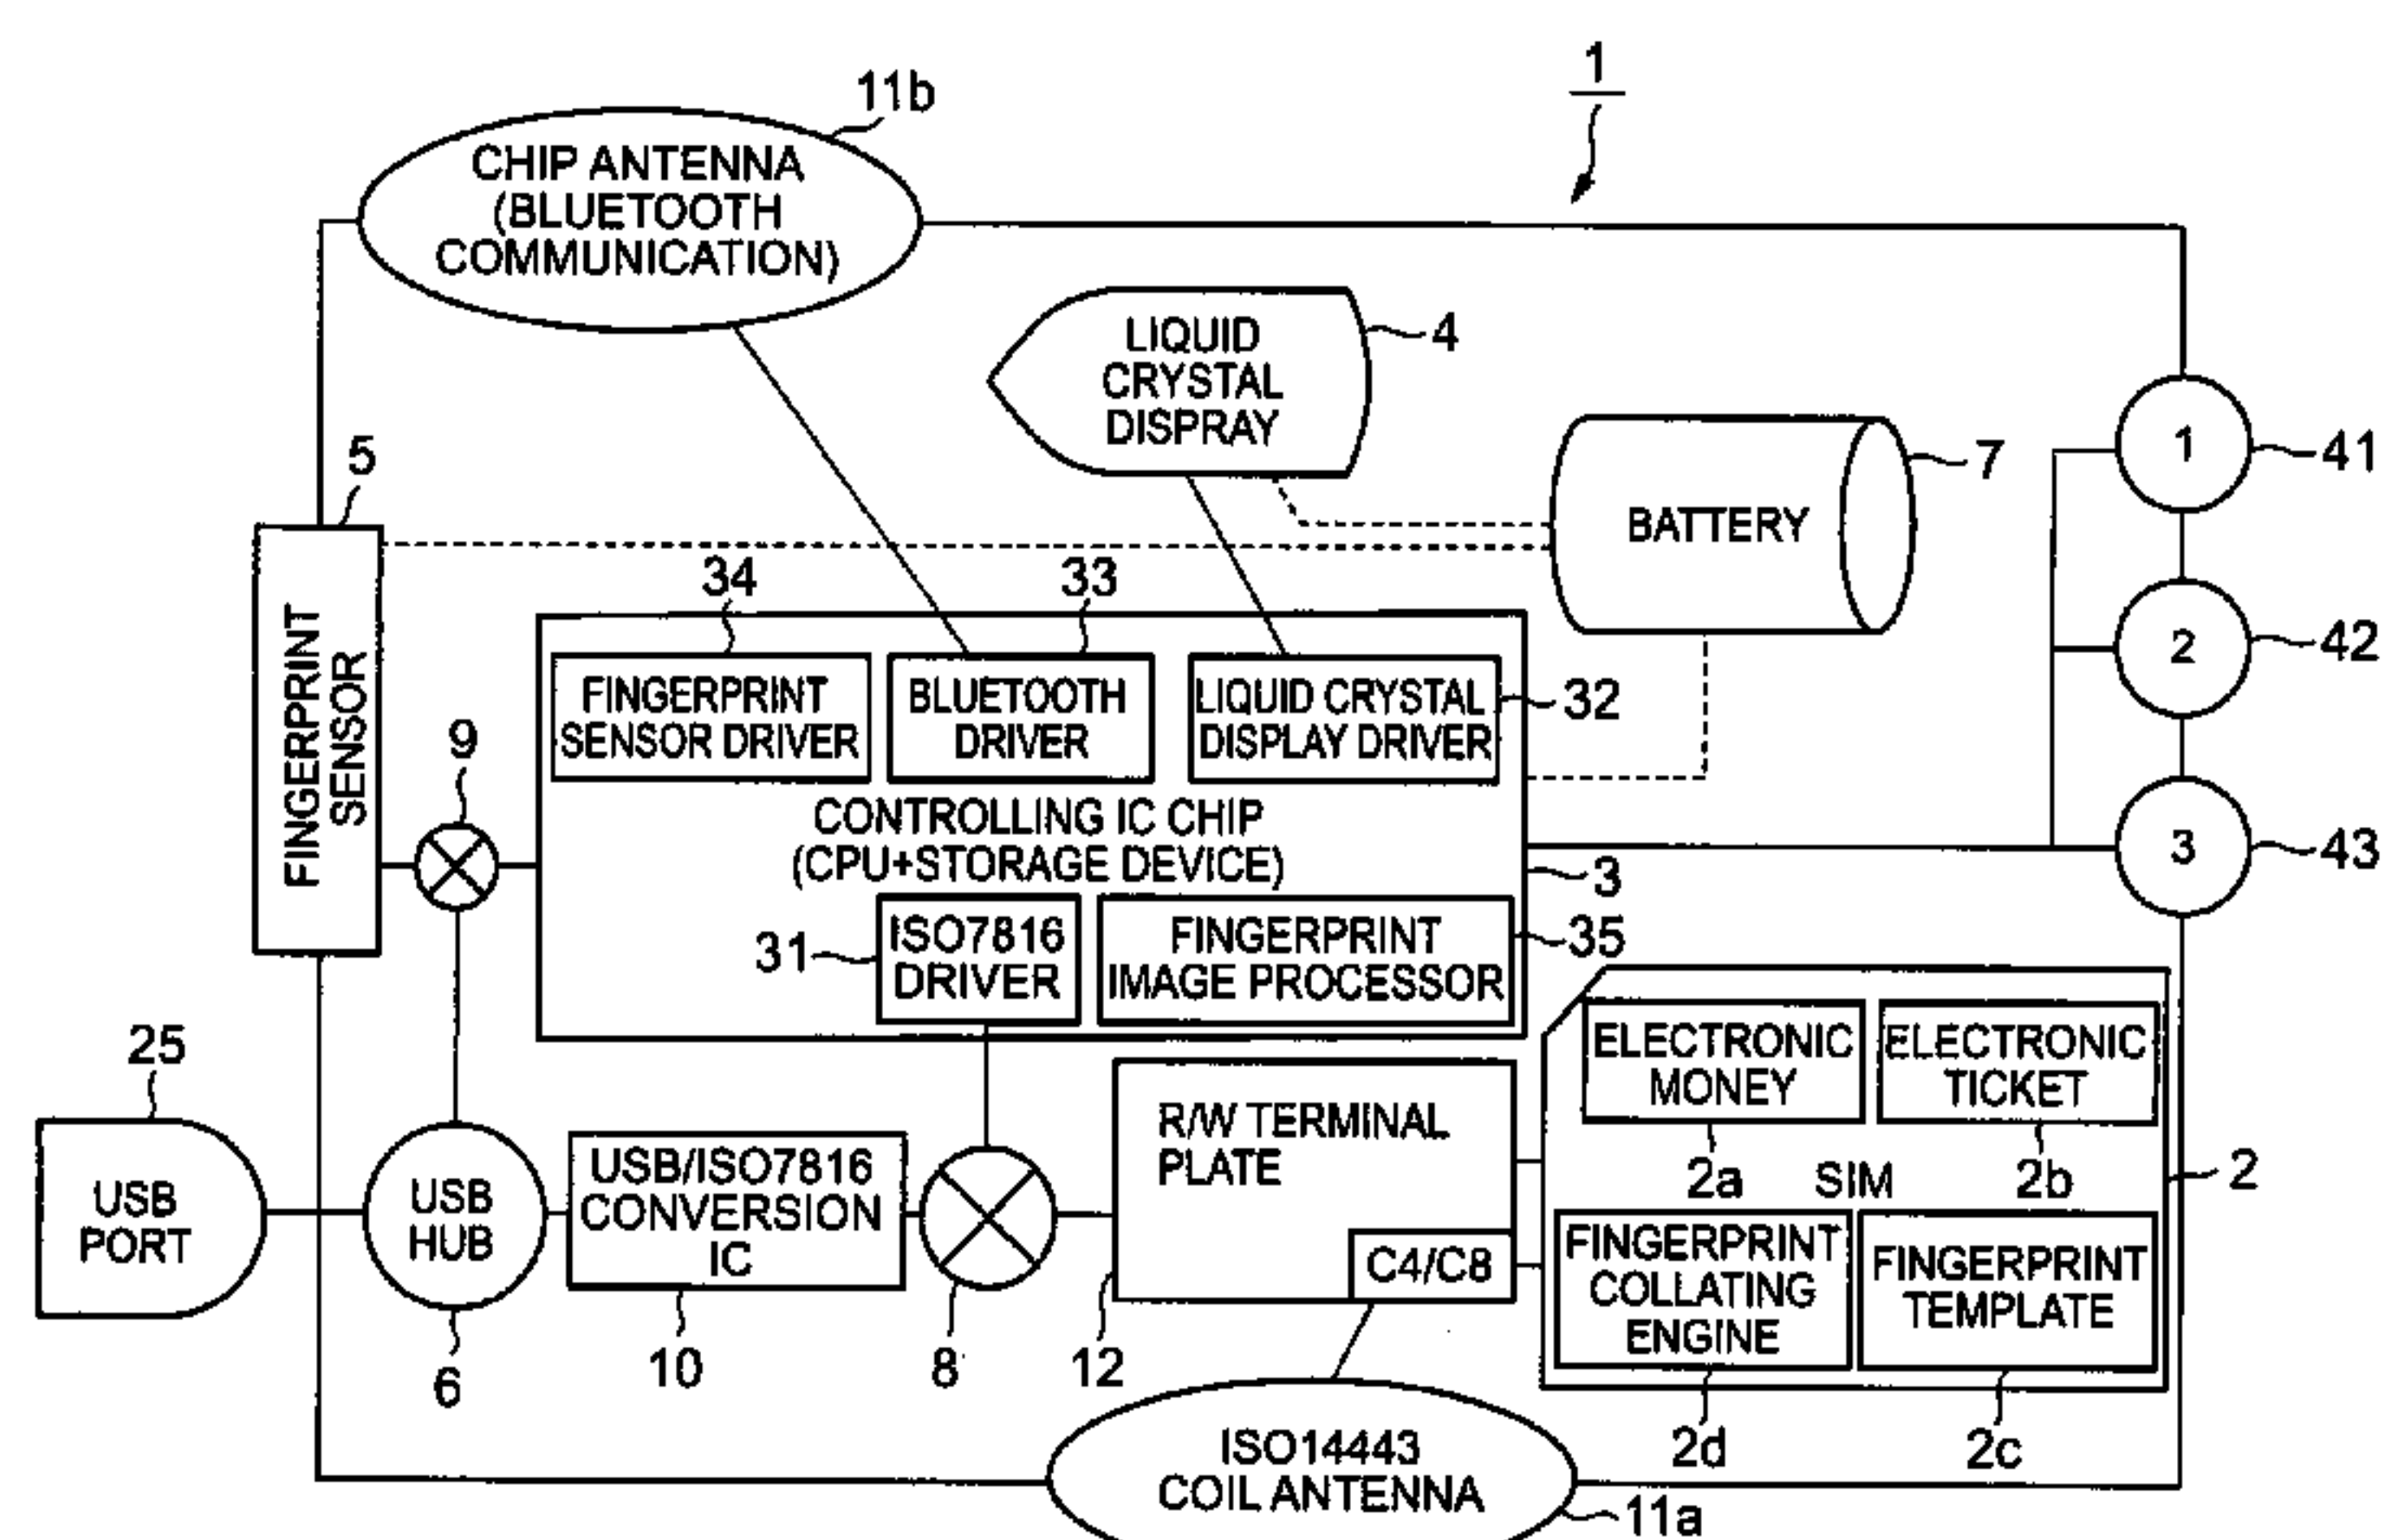 1
11b
CHIP ANTENNA
(BLUETOOTH
COMMUNICATION)
LIQUID
CRYSTAL
DISPRAY
4
BATTERY
7
1
41
2
42
3
43
5
FINGERPRINT
SENSOR
34
33
FINGERPRINT
SENSOR DRIVER
BLUETOOTH
DRIVER
LIQUID CRYSTAL
DISPLAY DRIVER
32
9
CONTROLLING IC CHIP
(CPU+STORAGE DEVICE)
3
31
ISO7816
DRIVER
FINGERPRINT
IMAGE PROCESSOR
35
25
USB
PORT
USB
HUB
6
USB/ISO7816
CONVERSION
IC
10
8
R/W TERMINAL
PLATE
C4/C8
12
ELECTRONIC
MONEY
ELECTRONIC
TICKET
2a
SIM
2b
2
FINGERPRINT
COLLATING
ENGINE
FINGERPRINT
TEMPLATE
2d
2c
ISO14443
COIL ANTENNA
11a